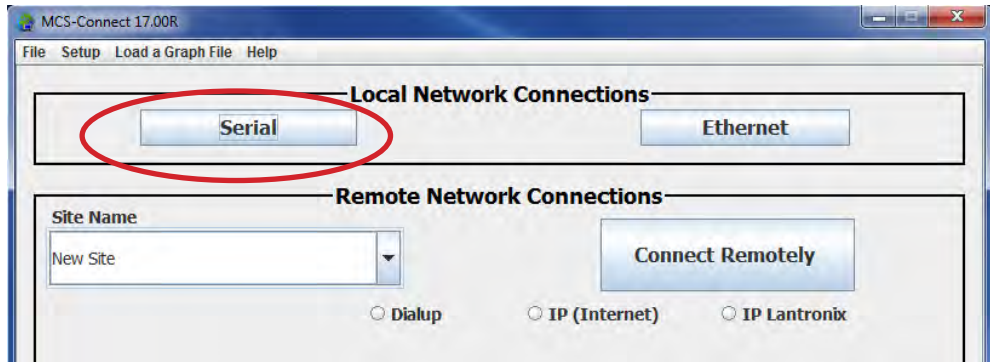 MCS-Connect 17.00R
File Setup Load a Graph File Help
Local Network Connections
Serial Ethernet
Remote Network Connections
Site Name
New Site
Connect Remotely
Dialup IP (Internet) IP Lantronix